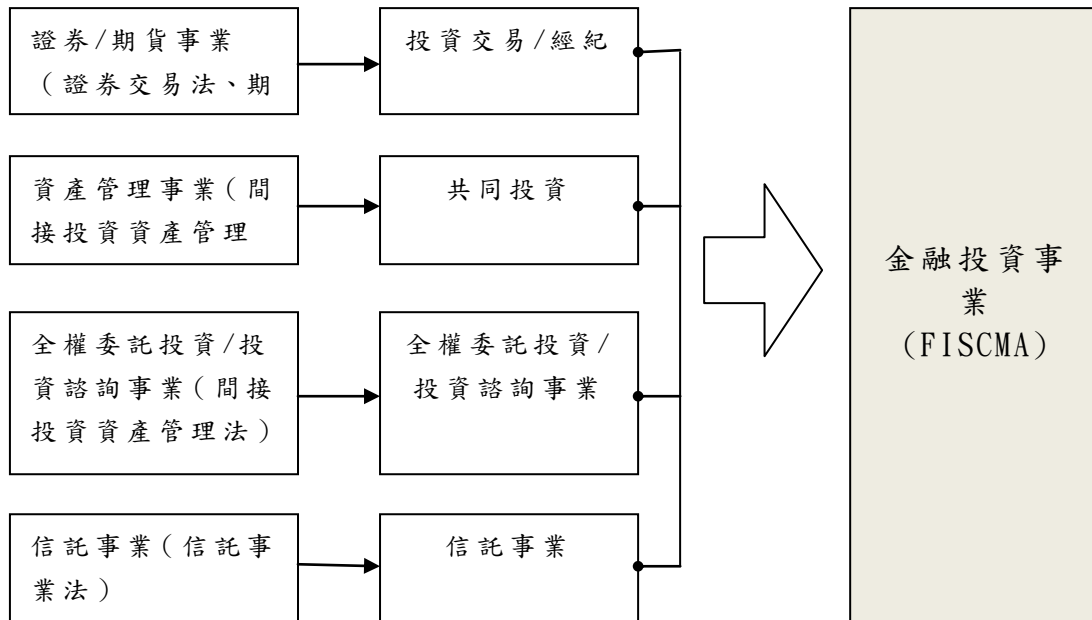 證券/期貨事業
（證券交易法、期
投資交易/經紀
資產管理事業(間
接投資資產管理
共同投資
全權委託投資/投
資諮詢事業(間接
投資資產管理法)
全權委託投資/
投資諮詢事業
信託事業(信託事
業法)
信託事業
金融投資事
業
(FISCMA)